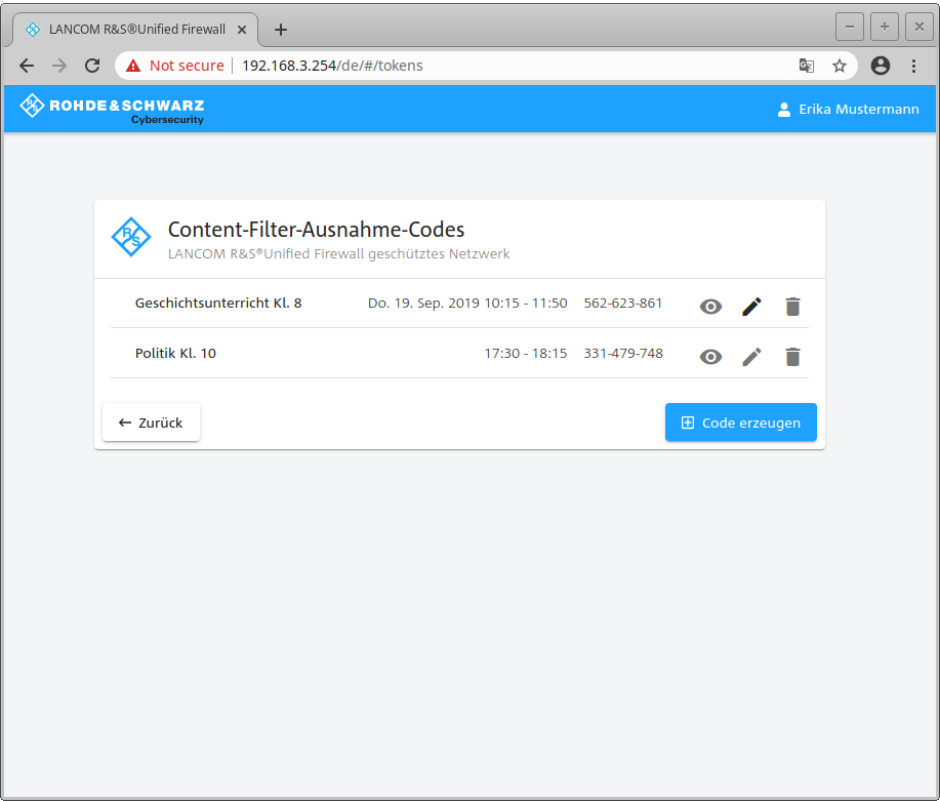 LANCOM R&S®Unified Firewall
Not secure | 192.168.3.254/de/#/tokens
ROHDE&SCHWARZ
Cybersecurity
Erika Mustermann
R S
Content-Filter-Ausnahme-Codes
LANCOM R&S®Unified Firewall geschütztes Netzwerk
Geschichtsunterricht Kl. 8 Do. 19. Sep. 2019 10:15 - 11:50 562-623-861
Politik Kl. 10 17:30 - 18:15 331-479-748
← Zurück
Code erzeugen